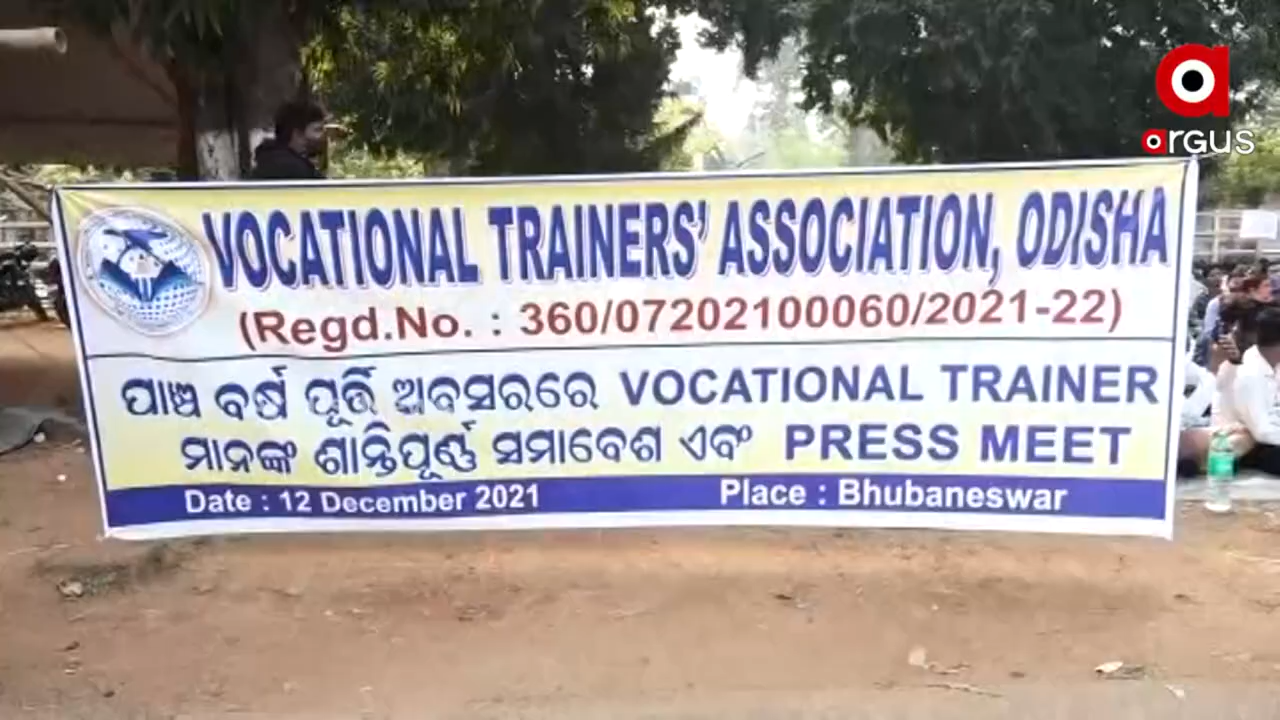 argus
VOCATIONAL TRAINERS' ASSOCIATION, ODISHA
(Regd.No. : 360/07202100060/2021-22)
ପାଞ୍ଚ ବର୍ଷ ପୂର୍ତ୍ତି ଅବସରରେ VOCATIONAL TRAINER
ମାନଙ୍କ ଶାନ୍ତିପୂର୍ଣ୍ଣ ସମାବେଶ ଏବଂ PRESS MEET
Date : 12 December 2021 Place : Bhubaneswar